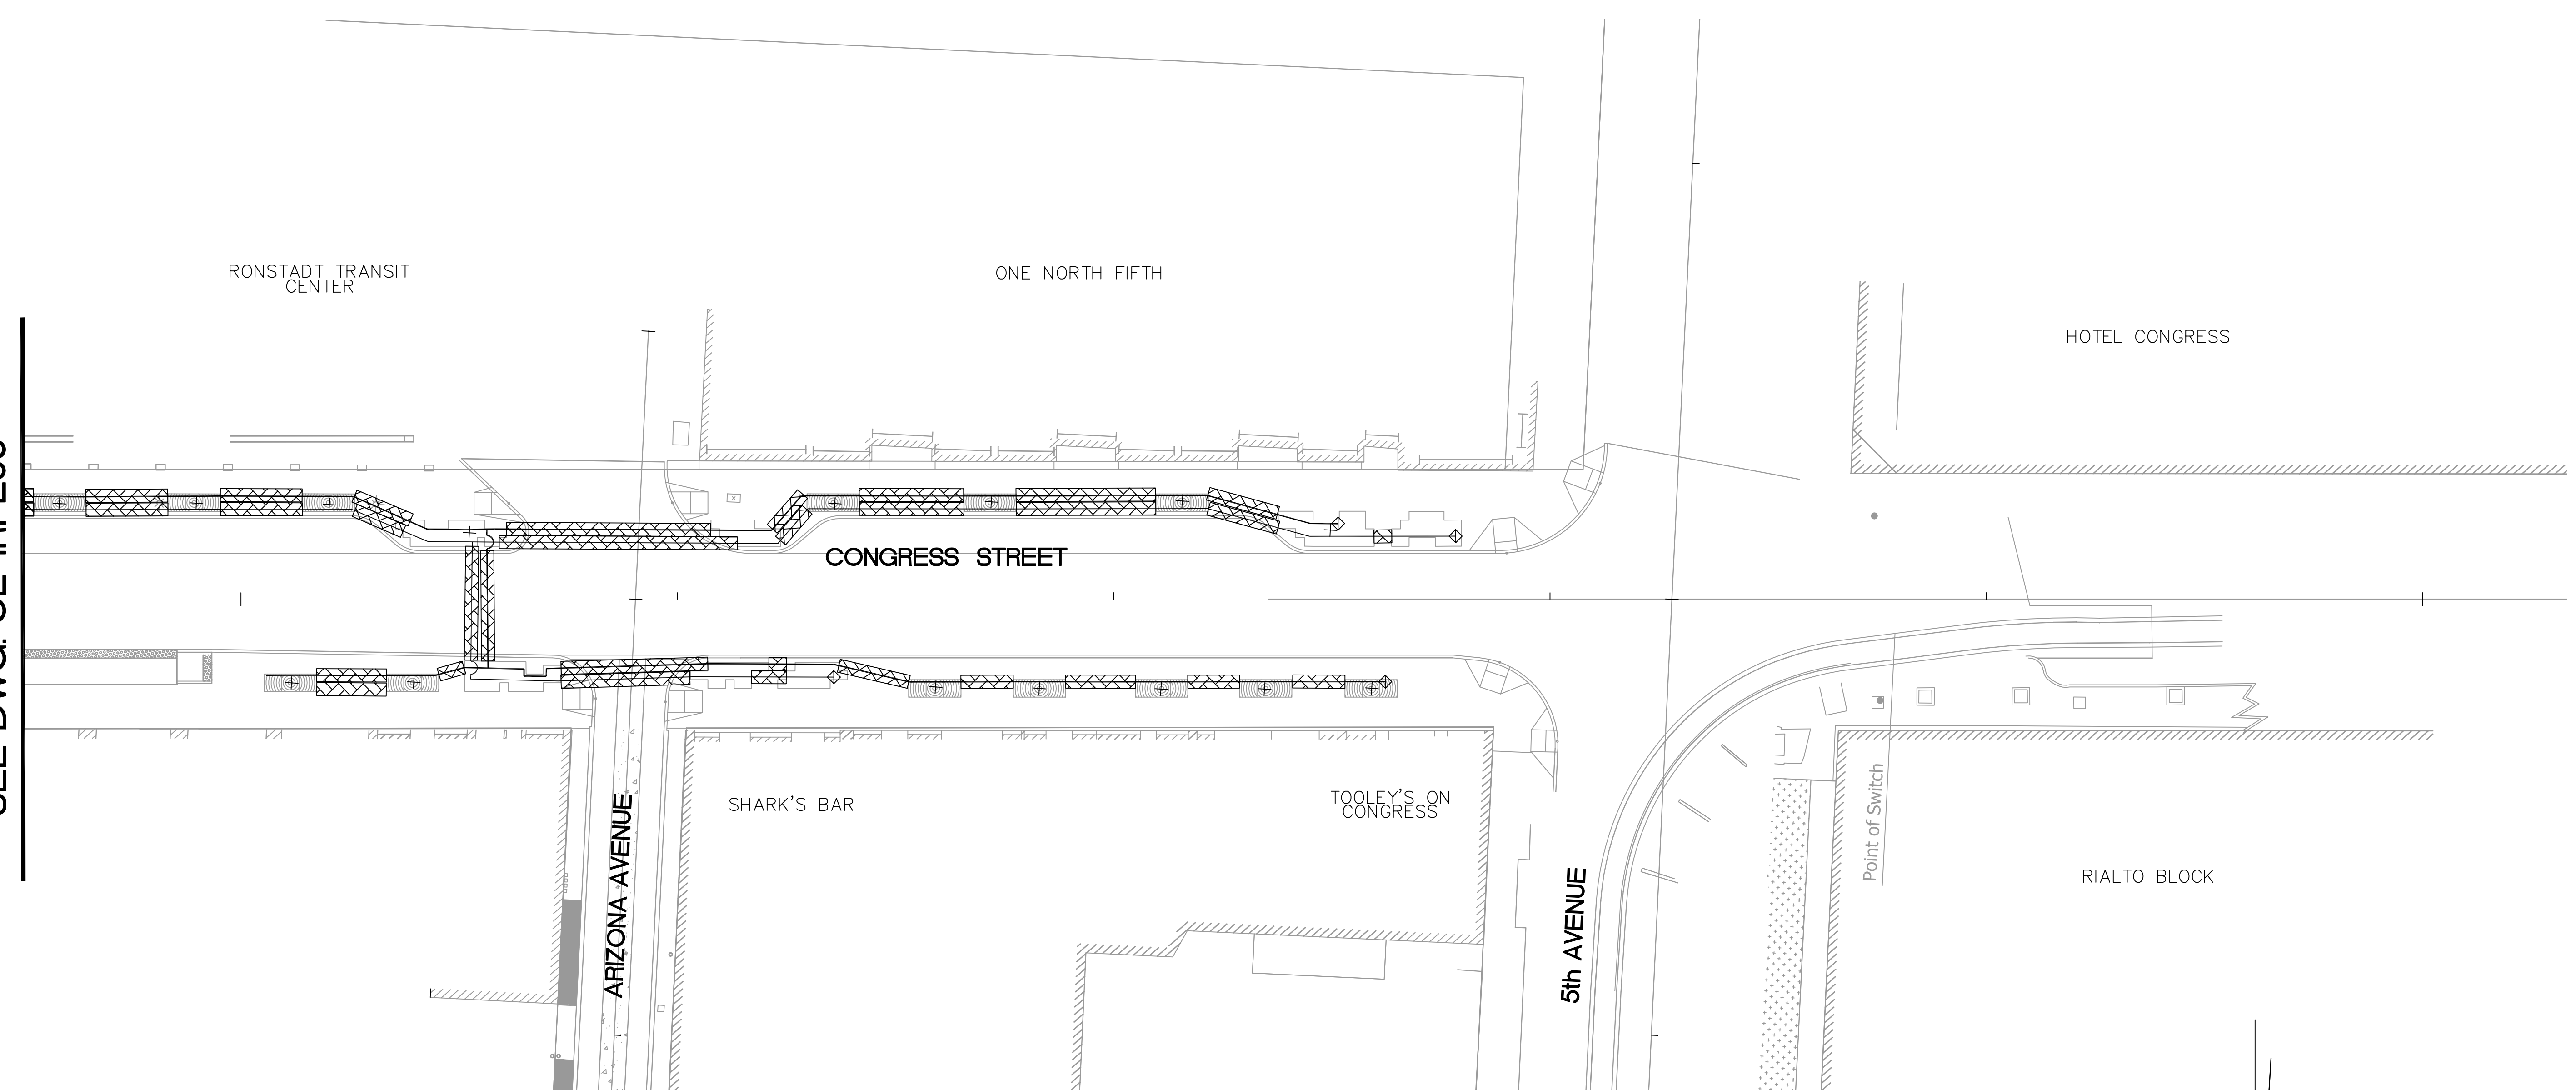 RONSTADT TRANSIT
CENTER
ONE NORTH FIFTH
HOTEL CONGRESS
CONGRESS STREET
SHARK'S BAR
TOOLEY'S ON
CONGRESS
ARIZONA AVENUE
5th AVENUE
Point of Switch
RIALTO BLOCK